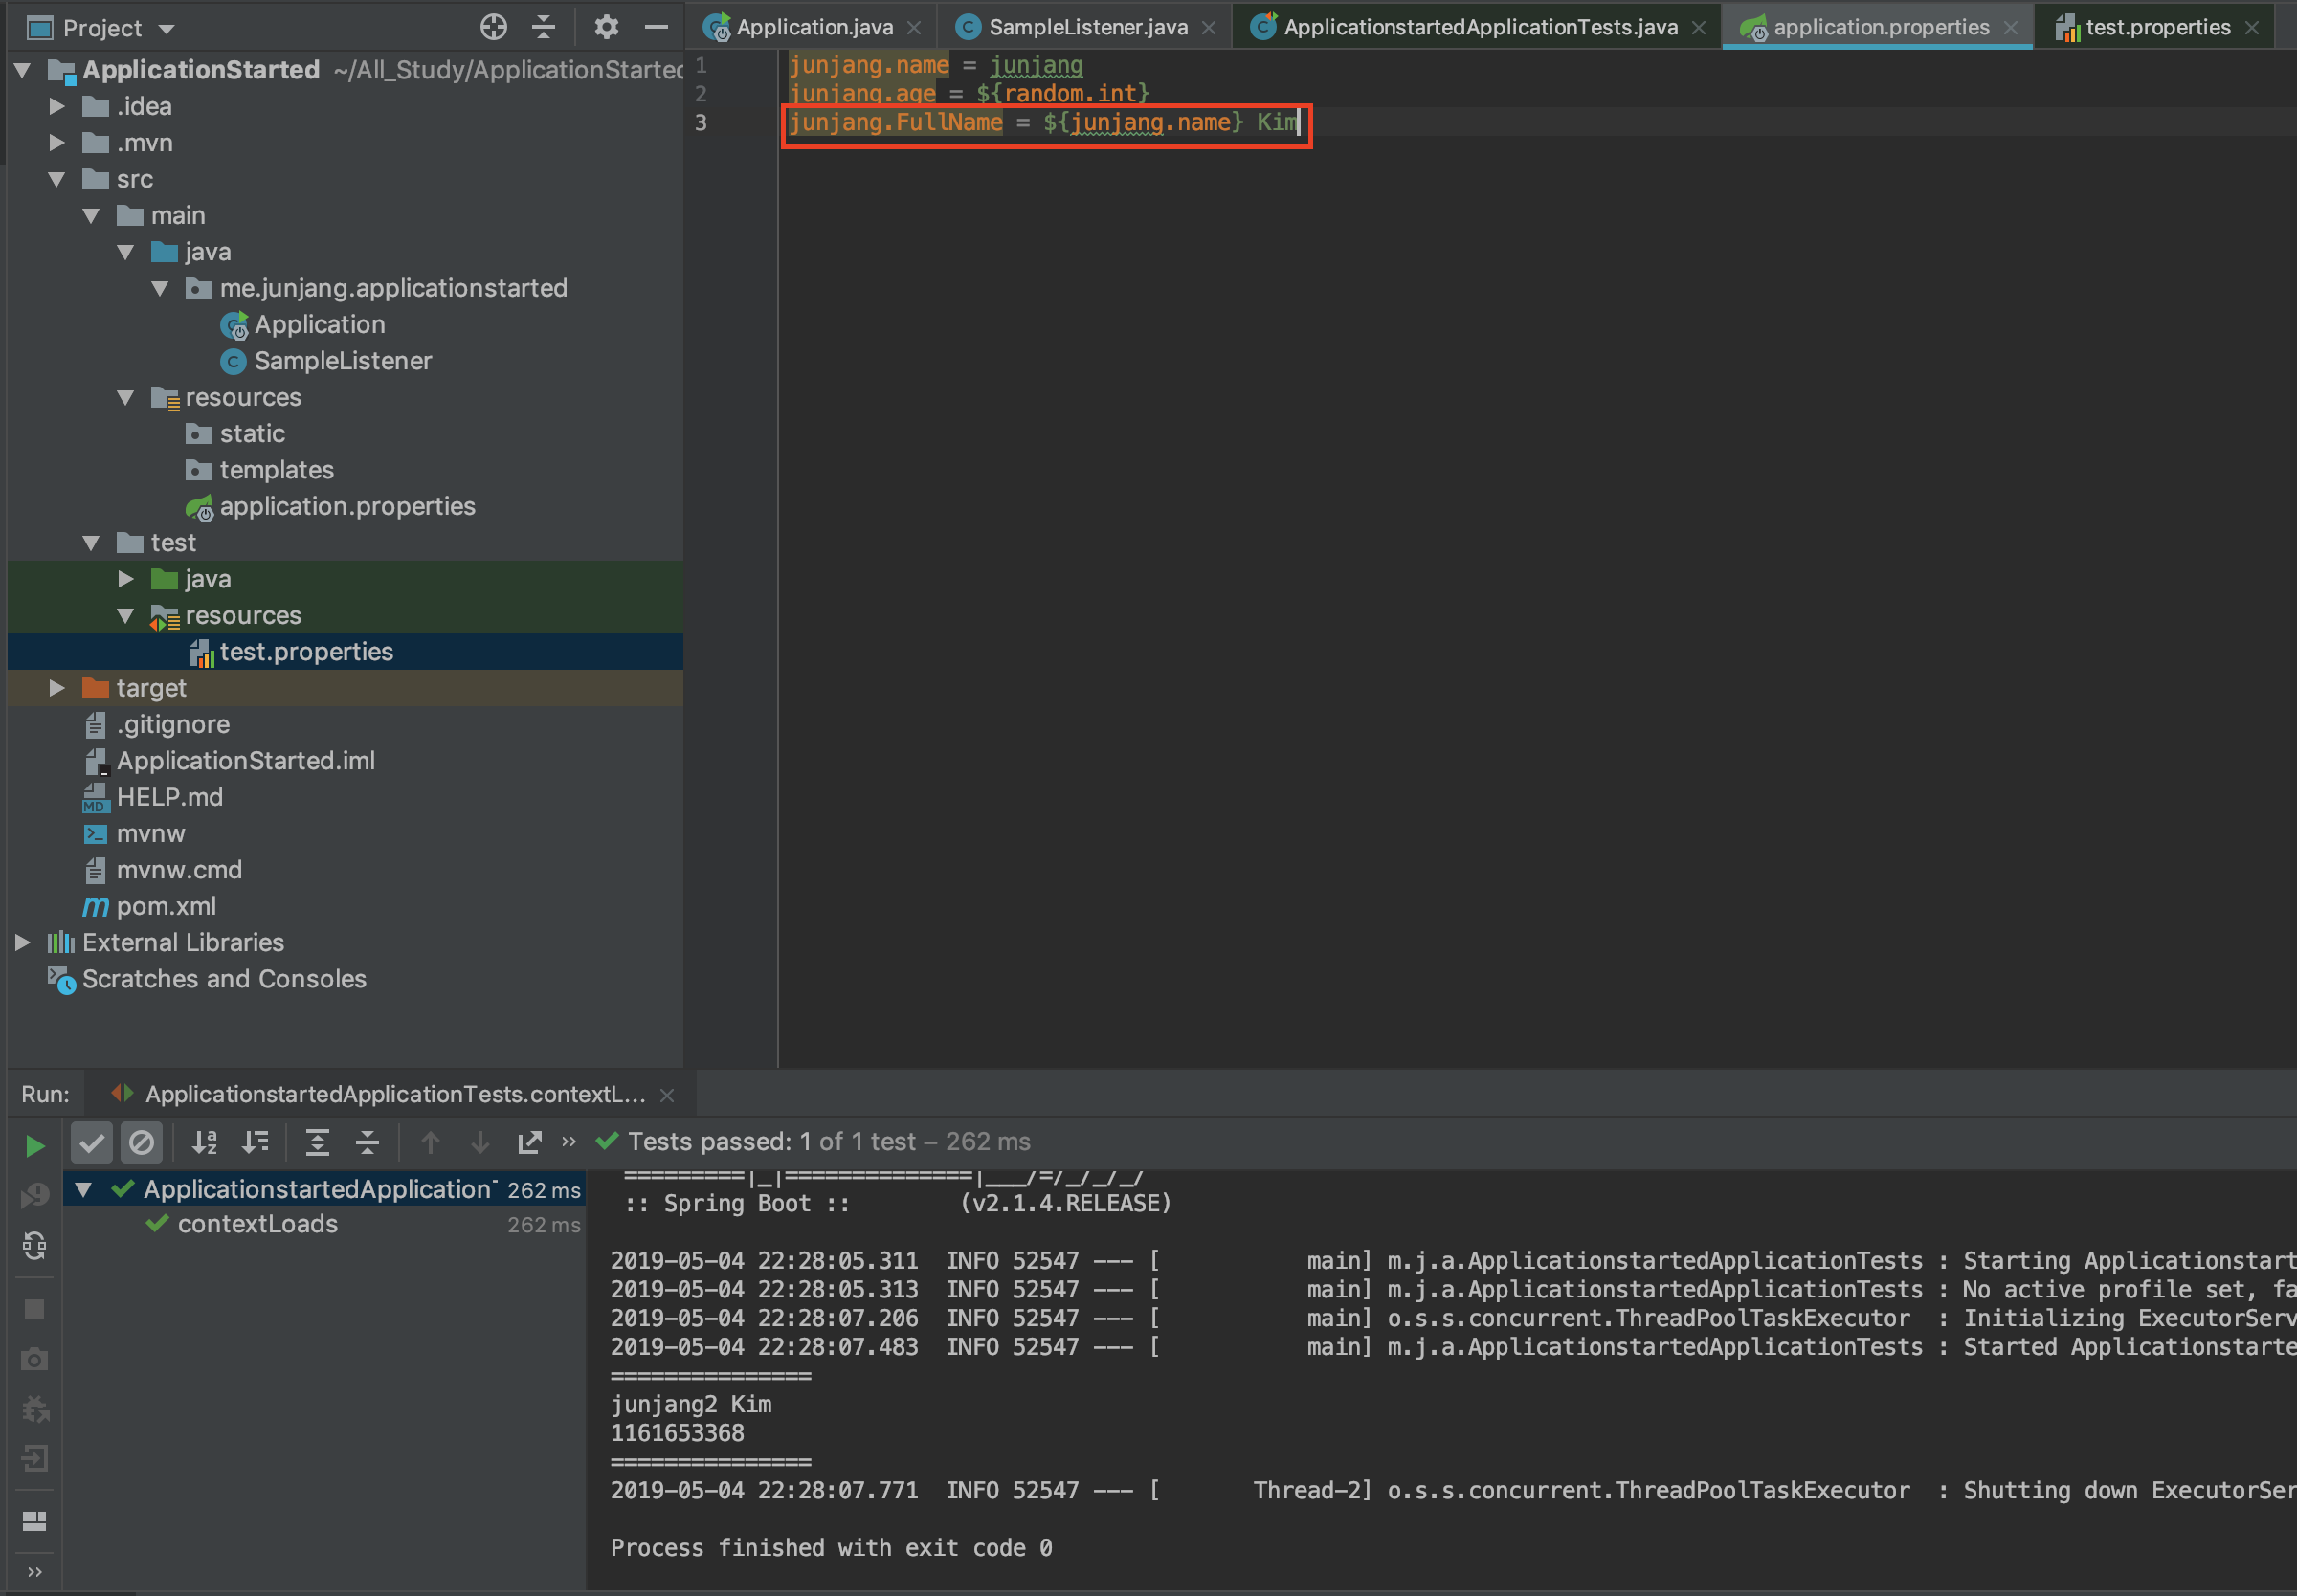 Project
Application.java
SampleListener.java
ApplicationstartedApplicationTests.java
application.properties
test.properties
ApplicationStarted ~/All_Study/ApplicationStarted
.idea
.mvn
src
main
java
me.junjang.applicationstarted
Application
SampleListener
resources
static
templates
application.properties
test
java
resources
test.properties
target
.gitignore
ApplicationStarted.iml
HELP.md
mvnw
mvnw.cmd
pom.xml
External Libraries
Scratches and Consoles
1 junjang.name = junjang
2 junjang.age = ${random.int}
3 junjang.FullName = ${junjang.name} Kim
Run: ApplicationstartedApplicationTests.contextL...
Tests passed: 1 of 1 test – 262 ms
ApplicationstartedApplication 262 ms
contextLoads 262 ms
=========|_|==============|___/=/_/_/_/
:: Spring Boot :: (v2.1.4.RELEASE)
2019-05-04 22:28:05.311 INFO 52547 --- [ main] m.j.a.ApplicationstartedApplicationTests : Starting Applicationstart
2019-05-04 22:28:05.313 INFO 52547 --- [ main] m.j.a.ApplicationstartedApplicationTests : No active profile set, fa
2019-05-04 22:28:07.206 INFO 52547 --- [ main] o.s.s.concurrent.ThreadPoolTaskExecutor : Initializing ExecutorServ
2019-05-04 22:28:07.483 INFO 52547 --- [ main] m.j.a.ApplicationstartedApplicationTests : Started Applicationstarte
===============
junjang2 Kim
1161653368
===============
2019-05-04 22:28:07.771 INFO 52547 --- [ Thread-2] o.s.s.concurrent.ThreadPoolTaskExecutor : Shutting down ExecutorSer
Process finished with exit code 0